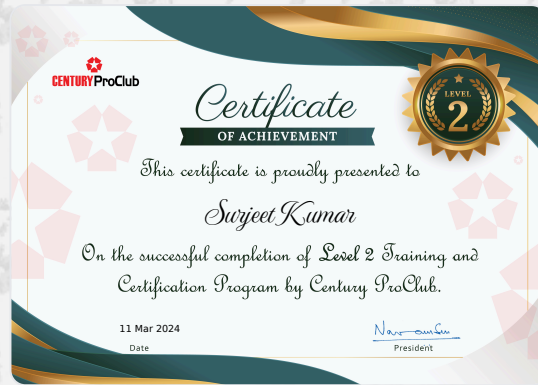 CENTURY ProClub
Certificate
OF ACHIEVEMENT
LEVEL
2
This certificate is proudly presented to
Surjeet Kumar
On the successful completion of Level 2 Training and
Certification Program by Century ProClub.
11 Mar 2024
Date
President